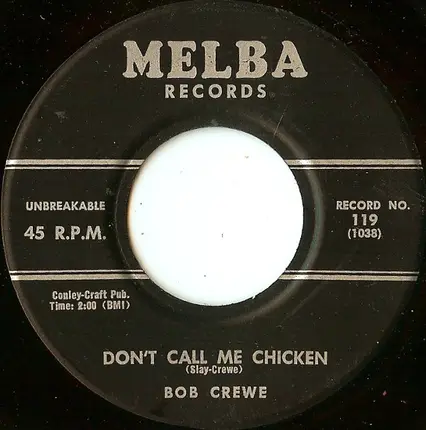 MELBA
RECORDS
UNBREAKABLE
45 R.P.M.
RECORD NO.
119
(1038)
Conley-Craft Pub.
Time: 2:00 (BMI)
DON'T CALL ME CHICKEN
(Slay-Crewe)
BOB CREWE